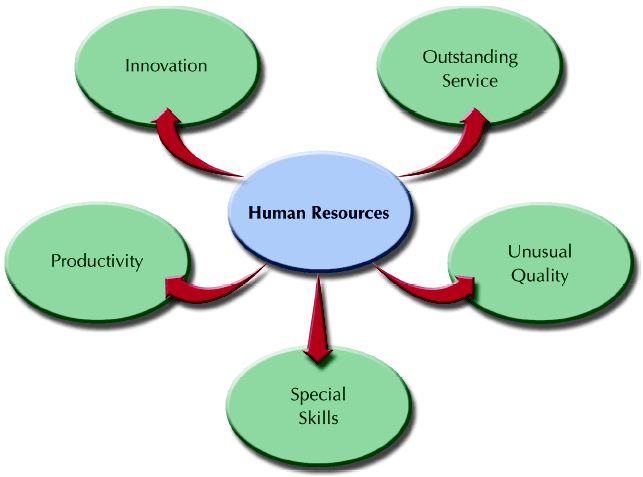 Innovation
Outstanding
Service
Human Resources
Productivity
Unusual
Quality
Special
Skills